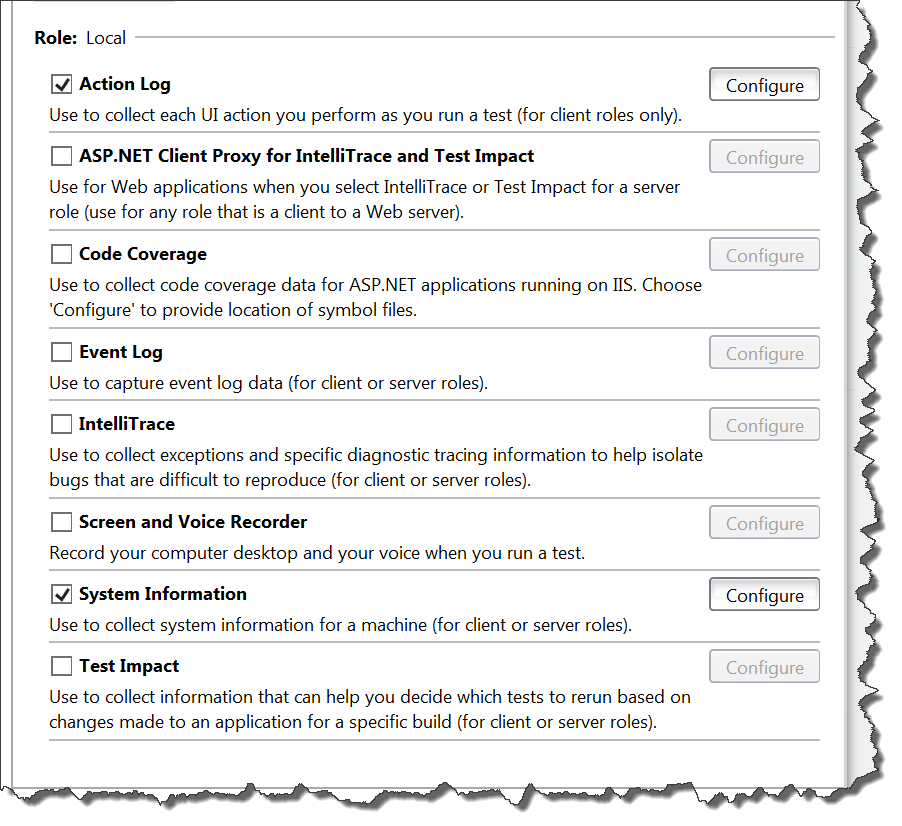 Role: Local
Action Log Configure
Use to collect each UI action you perform as you run a test (for client roles only).
ASP.NET Client Proxy for IntelliTrace and Test Impact Configure
Use for Web applications when you select IntelliTrace or Test Impact for a server
role (use for any role that is a client to a Web server).
Code Coverage Configure
Use to collect code coverage data for ASP.NET applications running on IIS. Choose
'Configure' to provide location of symbol files.
Event Log Configure
Use to capture event log data (for client or server roles).
IntelliTrace Configure
Use to collect exceptions and specific diagnostic tracing information to help isolate
bugs that are difficult to reproduce (for client or server roles).
Screen and Voice Recorder Configure
Record your computer desktop and your voice when you run a test.
System Information Configure
Use to collect system information for a machine (for client or server roles).
Test Impact Configure
Use to collect information that can help you decide which tests to rerun based on
changes made to an application for a specific build (for client or server roles).